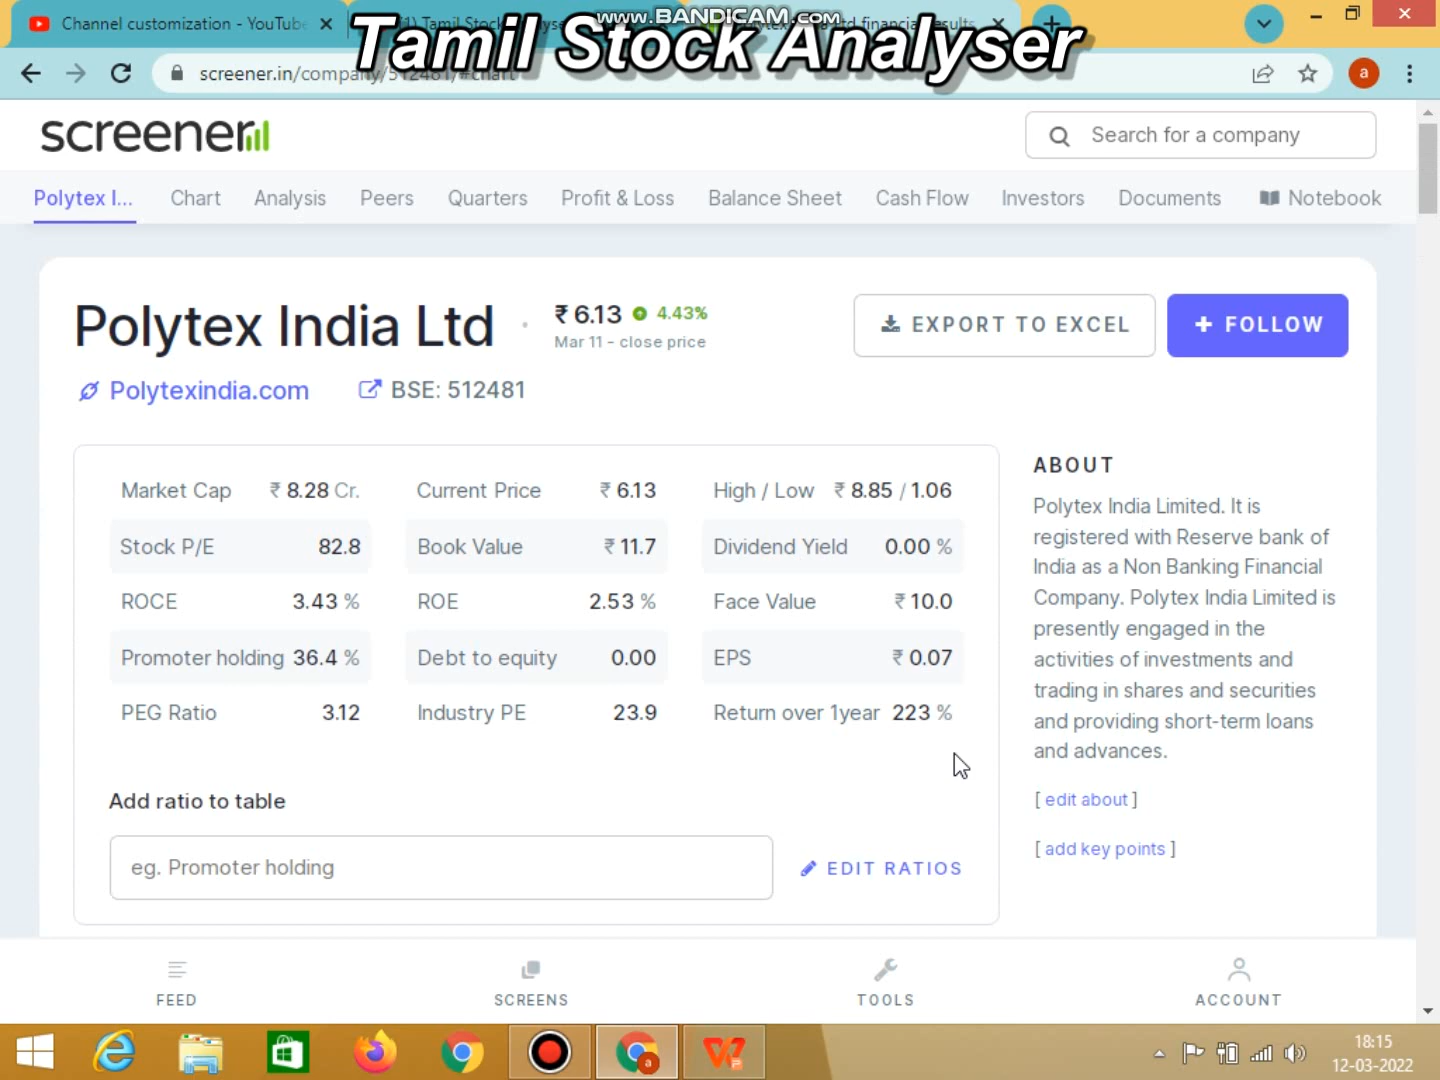 www.BANDICAM.com
Tamil Stock Analyser
Channel customization - YouTube
screener.in/company/512481/#chart
a
screener
Search for a company
Polytex I...
Chart
Analysis
Peers
Quarters
Profit & Loss
Balance Sheet
Cash Flow
Investors
Documents
Notebook
Polytex India Ltd
₹ 6.13 4.43%
Mar 11 - close price
EXPORT TO EXCEL
+ FOLLOW
Polytexindia.com
BSE: 512481
Market Cap ₹ 8.28 Cr.
Current Price ₹ 6.13
High / Low ₹ 8.85 / 1.06
Stock P/E 82.8
Book Value ₹ 11.7
Dividend Yield 0.00 %
ROCE 3.43 %
ROE 2.53 %
Face Value ₹ 10.0
Promoter holding 36.4 %
Debt to equity 0.00
EPS ₹ 0.07
PEG Ratio 3.12
Industry PE 23.9
Return over 1year 223 %
Add ratio to table
eg. Promoter holding
EDIT RATIOS
ABOUT
Polytex India Limited. It is
registered with Reserve bank of
India as a Non Banking Financial
Company. Polytex India Limited is
presently engaged in the
activities of investments and
trading in shares and securities
and providing short-term loans
and advances.
[ edit about ]
[ add key points ]
FEED
SCREENS
TOOLS
ACCOUNT
18:15
12-03-2022